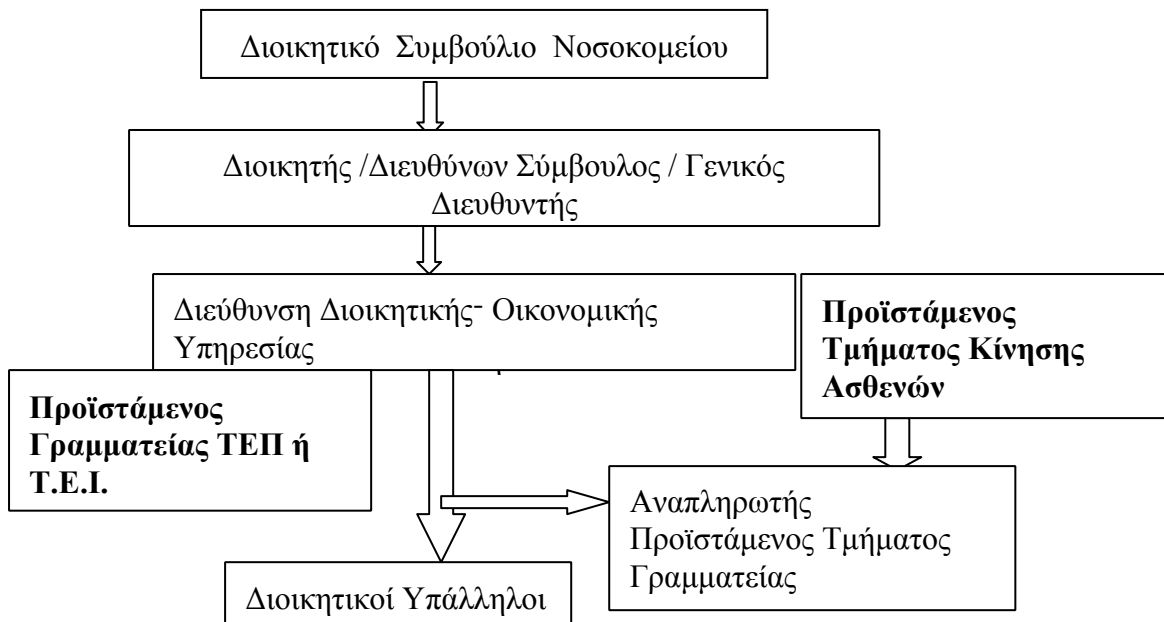 Διοικητικό Συμβούλιο Νοσοκομείου
Διοικητής /Διευθύνων Σύμβουλος / Γενικός
Διευθυντής
Διεύθυνση Διοικητικής- Οικονομικής
Υπηρεσίας
Προϊστάμενος
Τμήματος Κίνησης
Ασθενών
Προϊστάμενος
Γραμματείας ΤΕΠ ή
Τ.Ε.Ι.
Αναπληρωτής
Προϊστάμενος Τμήματος
Γραμματείας
Διοικητικοί Υπάλληλοι